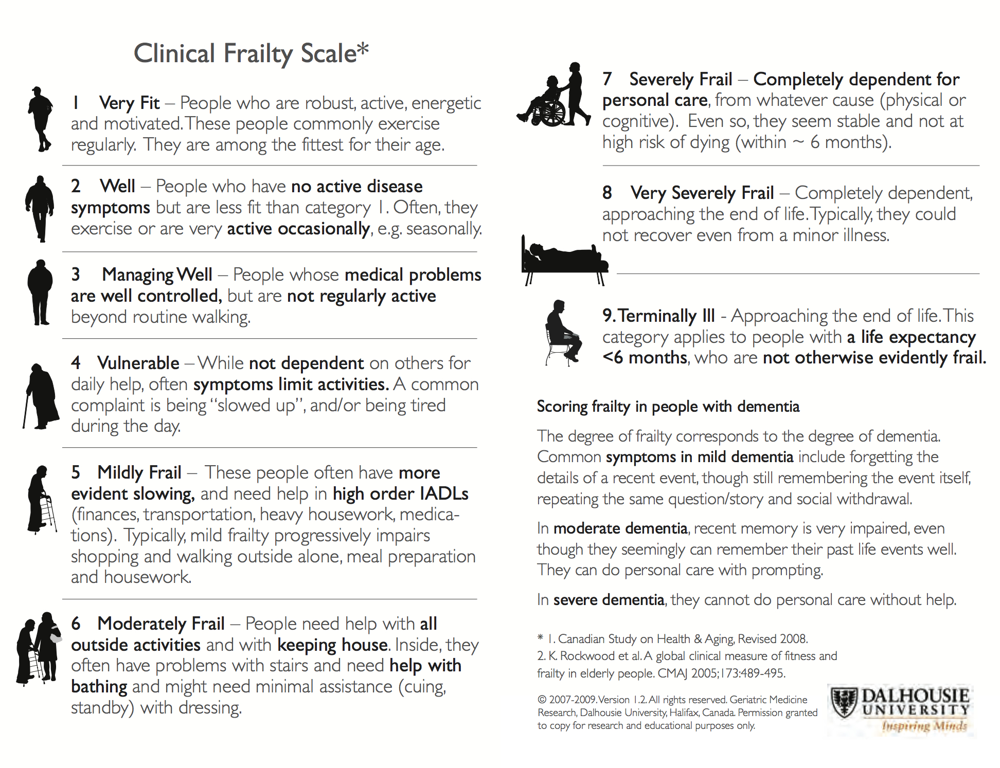 Clinical Frailty Scale*
1 Very Fit – People who are robust, active, energetic
and motivated. These people commonly exercise
regularly. They are among the fittest for their age.
2 Well – People who have no active disease
symptoms but are less fit than category 1. Often, they
exercise or are very active occasionally, e.g. seasonally.
3 Managing Well – People whose medical problems
are well controlled, but are not regularly active
beyond routine walking.
4 Vulnerable – While not dependent on others for
daily help, often symptoms limit activities. A common
complaint is being “slowed up”, and/or being tired
during the day.
5 Mildly Frail – These people often have more
evident slowing, and need help in high order IADLs
(finances, transportation, heavy housework, medica-
tions). Typically, mild frailty progressively impairs
shopping and walking outside alone, meal preparation
and housework.
6 Moderately Frail – People need help with all
outside activities and with keeping house. Inside, they
often have problems with stairs and need help with
bathing and might need minimal assistance (cuing,
standby) with dressing.
7 Severely Frail – Completely dependent for
personal care, from whatever cause (physical or
cognitive). Even so, they seem stable and not at
high risk of dying (within ~ 6 months).
8 Very Severely Frail – Completely dependent,
approaching the end of life. Typically, they could
not recover even from a minor illness.
9. Terminally Ill - Approaching the end of life. This
category applies to people with a life expectancy
<6 months, who are not otherwise evidently frail.
Scoring frailty in people with dementia
The degree of frailty corresponds to the degree of dementia.
Common symptoms in mild dementia include forgetting the
details of a recent event, though still remembering the event itself,
repeating the same question/story and social withdrawal.
In moderate dementia, recent memory is very impaired, even
though they seemingly can remember their past life events well.
They can do personal care with prompting.
In severe dementia, they cannot do personal care without help.
* 1. Canadian Study on Health & Aging, Revised 2008.
2. K. Rockwood et al. A global clinical measure of fitness and
frailty in elderly people. CMAJ 2005;173:489-495.
© 2007-2009. Version 1.2. All rights reserved. Geriatric Medicine
Research, Dalhousie University, Halifax, Canada. Permission granted
to copy for research and educational purposes only.
DALHOUSIE
UNIVERSITY
Inspiring Minds